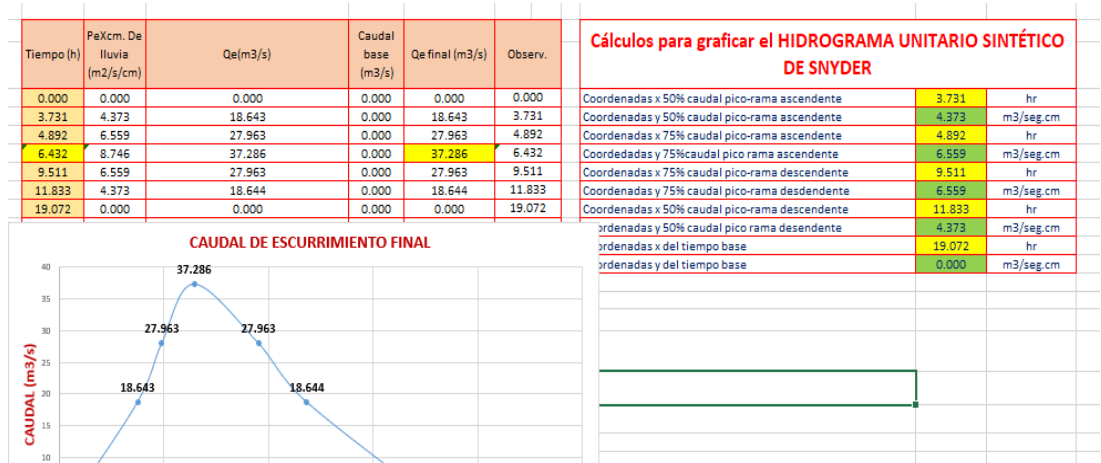 Tiempo (h) PeXcm. De lluvia (m2/s/cm) Qe(m3/s) Caudal base (m3/s) Qe final (m3/s) Observ.
0.000 0.000 0.000 0.000 0.000 0.000
3.731 4.373 18.643 0.000 18.643 3.731
4.892 6.559 27.963 0.000 27.963 4.892
6.432 8.746 37.286 0.000 37.286 6.432
9.511 6.559 27.963 0.000 27.963 9.511
11.833 4.373 18.644 0.000 18.644 11.833
19.072 0.000 0.000 0.000 0.000 19.072
Cálculos para graficar el HIDROGRAMA UNITARIO SINTÉTICO
DE SNYDER
Coordenadas x 50% caudal pico-rama ascendente 3.731 hr
Coordenadas y 50% caudal pico-rama ascendente 4.373 m3/seg.cm
Coordenadas x 75% caudal pico-rama ascendente 4.892 hr
Coordedadas y 75%caudal pico rama ascendente 6.559 m3/seg.cm
Coordenadas x 75% caudal pico-rama desdendente 9.511 hr
Coordenadas y 75% caudal pico-rama desdendente 6.559 m3/seg.cm
Coordenadas x 50% caudal pico-rama descendente 11.833 hr
ordenadas y 50% caudal pico rama desendente 4.373 m3/seg.cm
ordenadas x del tiempo base 19.072 hr
ordenadas y del tiempo base 0.000 m3/seg.cm
CAUDAL DE ESCURRIMIENTO FINAL
CAUDAL (m3/s)
40
35
30
25
20
15
10
37.286
27.963
27.963
18.643
18.644